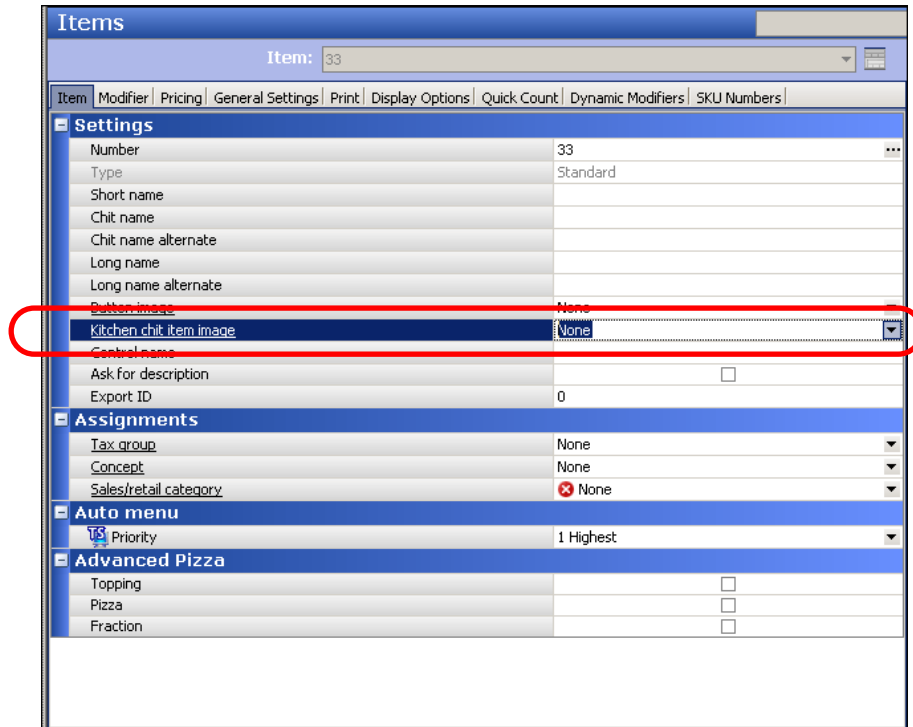 Items
Item: 33
Item Modifier Pricing General Settings Print Display Options Quick Count Dynamic Modifiers SKU Numbers
Settings
Number 33 ...
Type Standard
Short name
Chit name
Chit name alternate
Long name
Long name alternate
Button image None
Kitchen chit item image None
Control name
Ask for description
Export ID 0
Assignments
Tax group None
Concept None
Sales/retail category None
Auto menu
TS Priority 1 Highest
Advanced Pizza
Topping
Pizza
Fraction